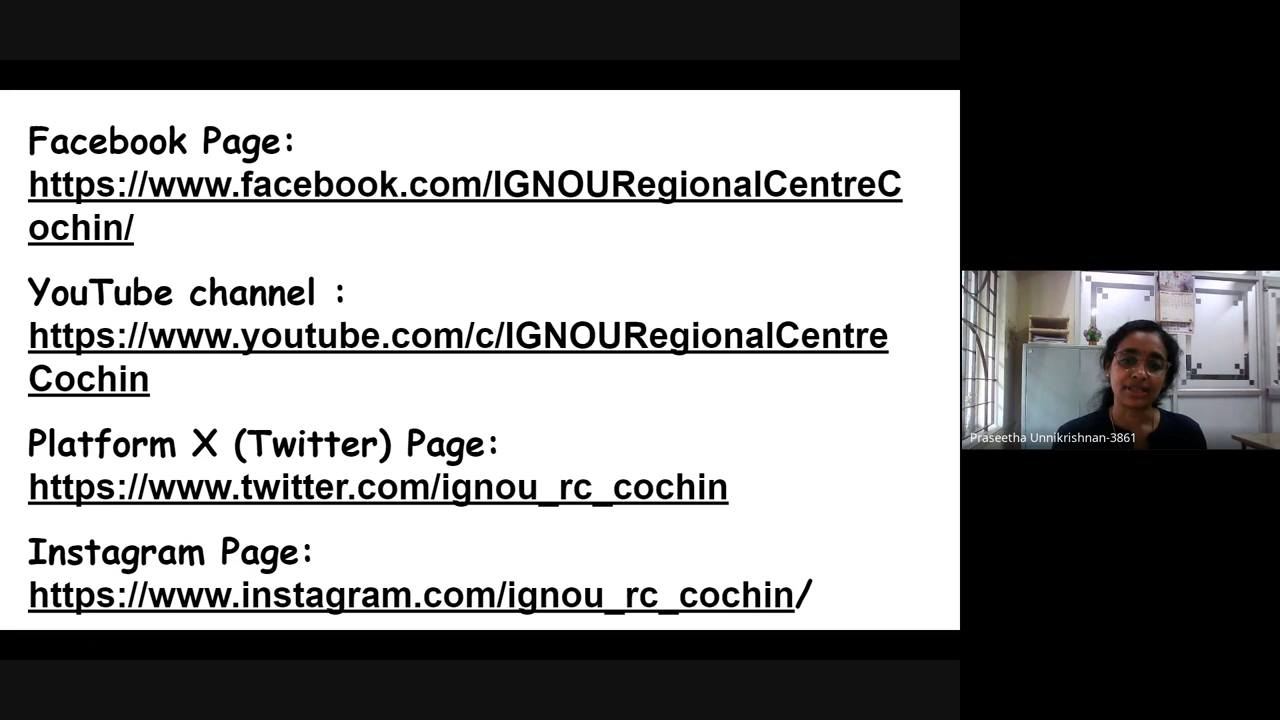 Facebook Page:
https://www.facebook.com/IGNOURegionalCentreC
ochin/
YouTube channel :
https://www.youtube.com/c/IGNOURegionalCentre
Cochin
Platform X (Twitter) Page:
https://www.twitter.com/ignou_rc_cochin
Instagram Page:
https://www.instagram.com/ignou_rc_cochin/
Praseetha Unnikrishnan-3861